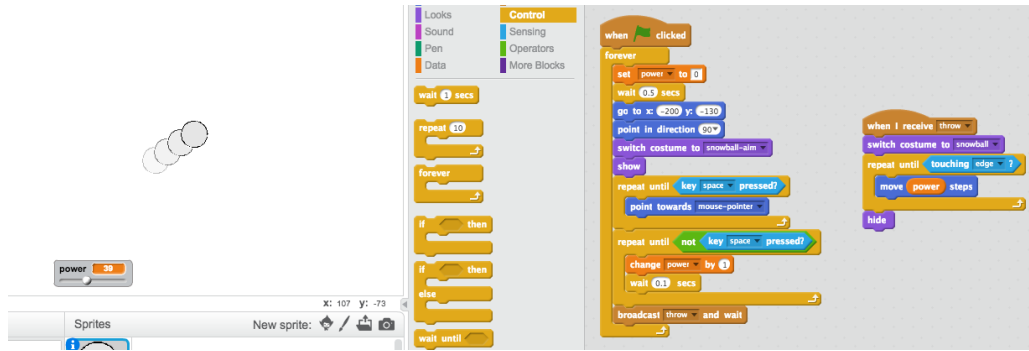 power 39
x: 107 y: -73
Sprites
New sprite:
Looks
Sound
Pen
Data
Control
Sensing
Operators
More Blocks
wait 1 secs
repeat 10
forever
if then
if then
else
wait until
when clicked
forever
set power to 0
wait 0.5 secs
go to x: -200 y: -130
point in direction 90
switch costume to snowball-aim
show
repeat until key space pressed?
point towards mouse-pointer
repeat until not key space pressed?
change power by 1
wait 0.1 secs
broadcast throw and wait
when I receive throw
switch costume to snowball
repeat until touching edge ?
move power steps
hide